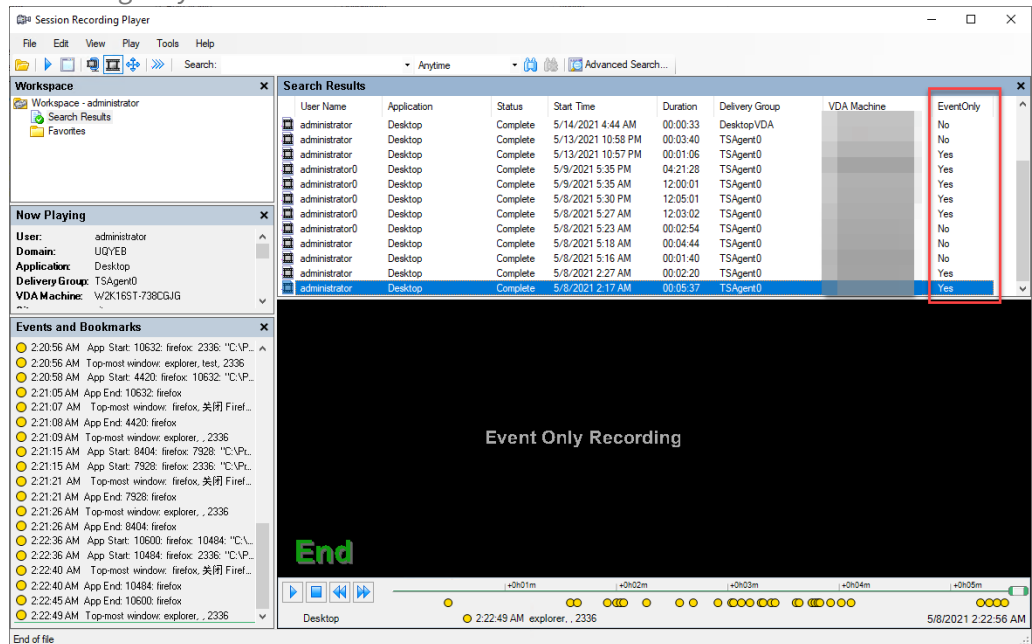 Session Recording Player
File Edit View Play Tools Help
Search: Anytime Advanced Search...
Workspace
Workspace - administrator
Search Results
Favorites
Now Playing
User: administrator
Domain: UQYEB
Application: Desktop
Delivery Group: TSAgent0
VDA Machine: W2K16ST-738CGJG
Events and Bookmarks
2:20:56 AM App Start: 10632: firefox: 2336: "C:\P...
2:20:56 AM Top-most window: explorer, test, 2336
2:20:58 AM App Start: 4420: firefox: 10632: "C:\P...
2:21:05 AM App End: 10632: firefox
2:21:07 AM Top-most window: firefox, 关闭 Firef...
2:21:08 AM App End: 4420: firefox
2:21:09 AM Top-most window: explorer, , 2336
2:21:15 AM App Start: 8404: firefox: 7928: "C:\Pr...
2:21:15 AM App Start: 7928: firefox: 2336: "C:\Pr...
2:21:21 AM Top-most window: firefox, 关闭 Firef...
2:21:21 AM App End: 7928: firefox
2:21:26 AM Top-most window: explorer, , 2336
2:21:26 AM App End: 8404: firefox
2:22:36 AM App Start: 10600: firefox: 10484: "C:\...
2:22:36 AM App Start: 10484: firefox: 2336: "C:\P...
2:22:40 AM Top-most window: firefox, 关闭 Firef...
2:22:40 AM App End: 10484: firefox
2:22:45 AM App End: 10600: firefox
2:22:49 AM Top-most window: explorer, , 2336
Search Results
User Name Application Status Start Time Duration Delivery Group VDA Machine EventOnly
administrator Desktop Complete 5/14/2021 4:44 AM 00:00:33 DesktopVDA No
administrator Desktop Complete 5/13/2021 10:58 PM 00:03:40 TSAgent0 No
administrator Desktop Complete 5/13/2021 10:57 PM 00:01:06 TSAgent0 Yes
administrator0 Desktop Complete 5/9/2021 5:35 PM 04:21:28 TSAgent0 Yes
administrator0 Desktop Complete 5/9/2021 5:35 AM 12:00:01 TSAgent0 Yes
administrator0 Desktop Complete 5/8/2021 5:30 PM 12:05:01 TSAgent0 Yes
administrator0 Desktop Complete 5/8/2021 5:27 AM 12:03:02 TSAgent0 Yes
administrator0 Desktop Complete 5/8/2021 5:23 AM 00:02:54 TSAgent0 No
administrator Desktop Complete 5/8/2021 5:18 AM 00:04:44 TSAgent0 No
administrator Desktop Complete 5/8/2021 5:16 AM 00:01:40 TSAgent0 No
administrator Desktop Complete 5/8/2021 2:27 AM 00:02:20 TSAgent0 Yes
administrator Desktop Complete 5/8/2021 2:17 AM 00:05:37 TSAgent0 Yes
Event Only Recording
End
+0h01m +0h02m +0h03m +0h04m +0h05m
Desktop 2:22:49 AM explorer, , 2336 5/8/2021 2:22:56 AM
End of file